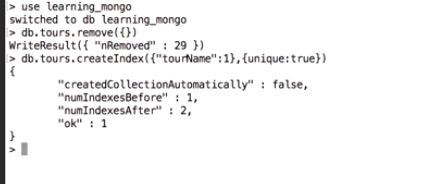 > use learning_mongo
switched to db learning_mongo
> db.tours.remove({})
WriteResult({ "nRemoved" : 29 })
> db.tours.createIndex({"tourName":1},{unique:true})
{
        "createdCollectionAutomatically" : false,
        "numIndexesBefore" : 1,
        "numIndexesAfter" : 2,
        "ok" : 1
}
>